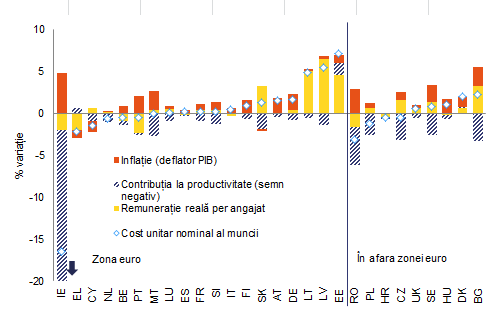 10
5
0
-5
-10
-15
-20
% variație
Inflație (deflator PIB)
Contribuția la productivitate (semn
negativ)
Remunerație reală per angajat
Cost unitar nominal al muncii
Zona euro
În afara zonei euro
IE EL CY NL BE PT MT LU ES FR SI IT FI SK AT DE LT LV EE RO PL HR CZ UK SE HU DK BG